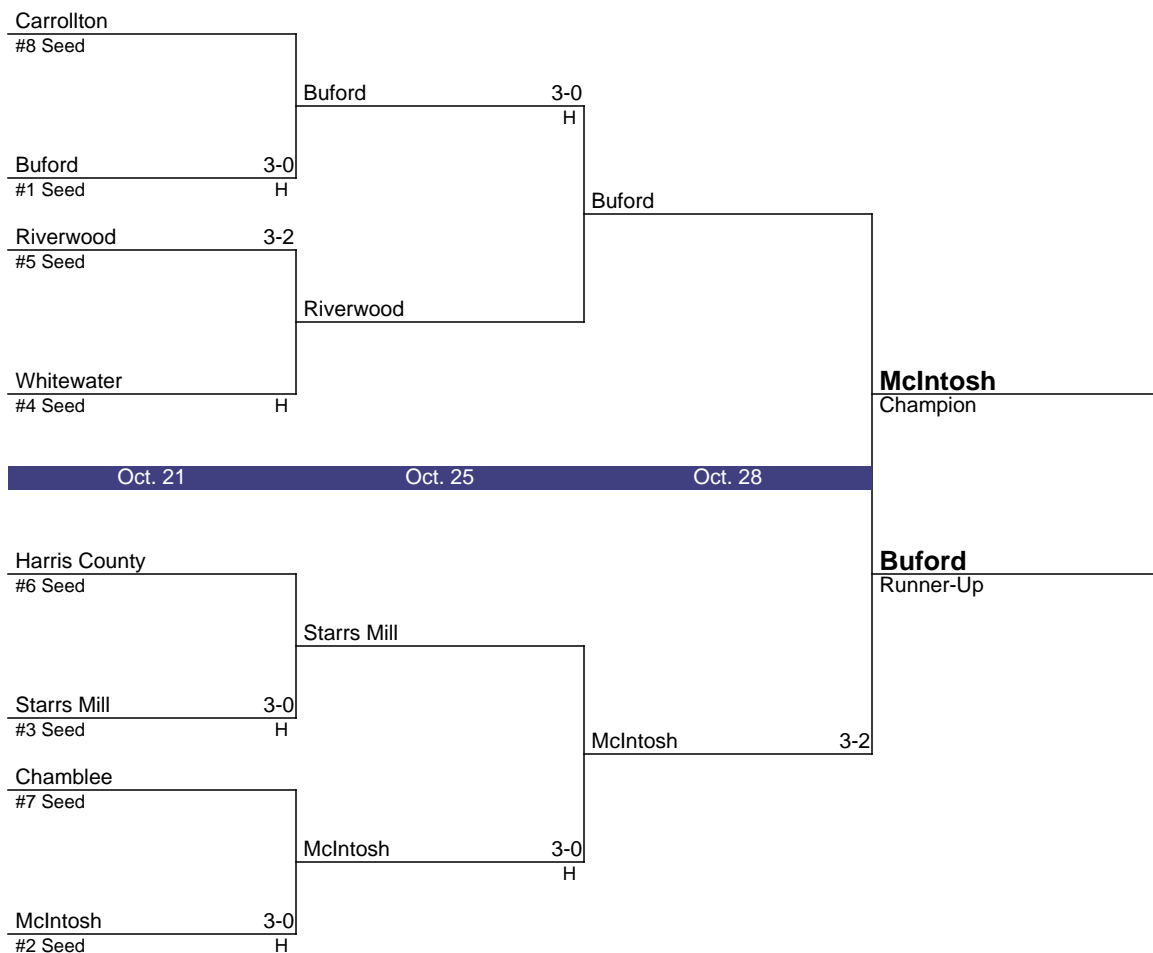 Carrollton
#8 Seed
Buford 3-0
H
Buford 3-0
#1 Seed H
Buford
Riverwood 3-2
#5 Seed
Riverwood
Whitewater
#4 Seed H
McIntosh
Champion
Oct. 21 Oct. 25 Oct. 28
Harris County
#6 Seed
Buford
Runner-Up
Starrs Mill
Starrs Mill 3-0
#3 Seed H
McIntosh 3-2
Chamblee
#7 Seed
McIntosh 3-0
H
McIntosh 3-0
#2 Seed H